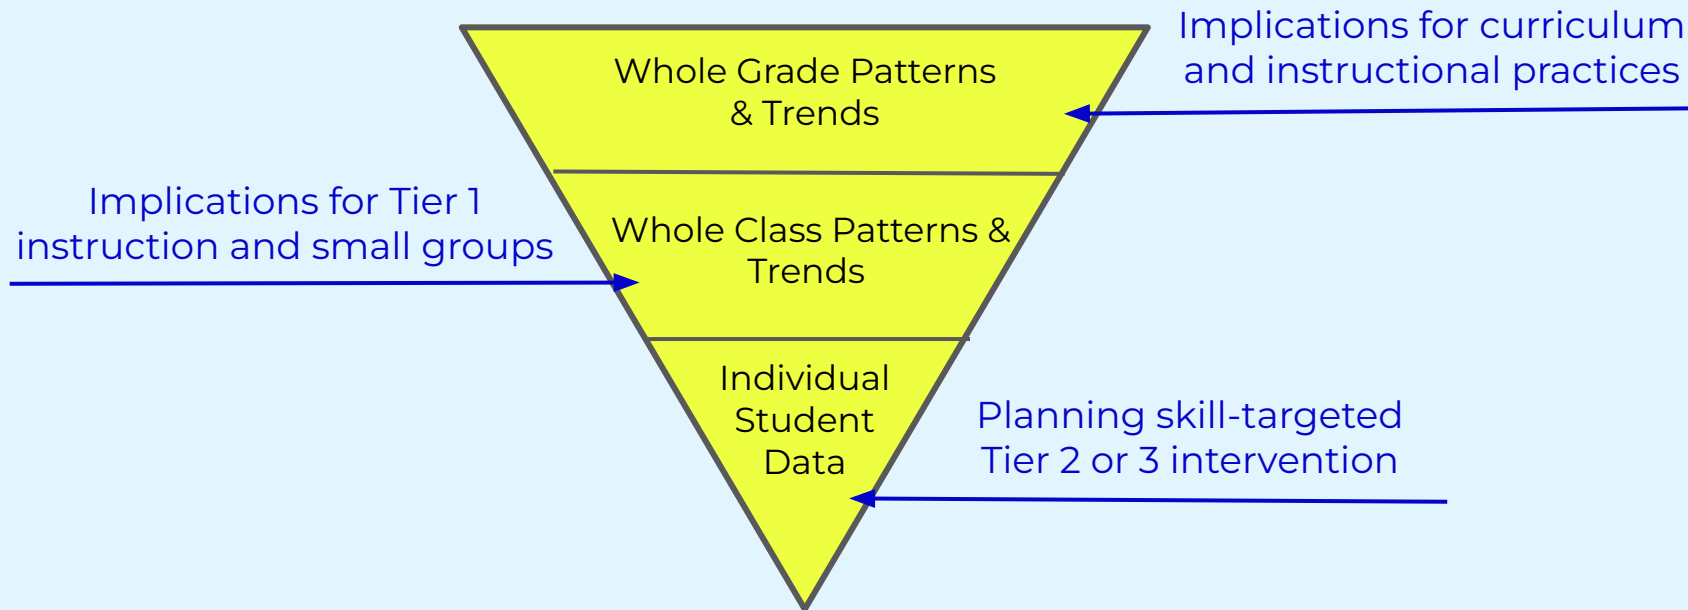 Implications for curriculum
and instructional practices
Whole Grade Patterns
& Trends
Implications for Tier 1
instruction and small groups
Whole Class Patterns &
Trends
Individual
Student
Data
Planning skill-targeted
Tier 2 or 3 intervention